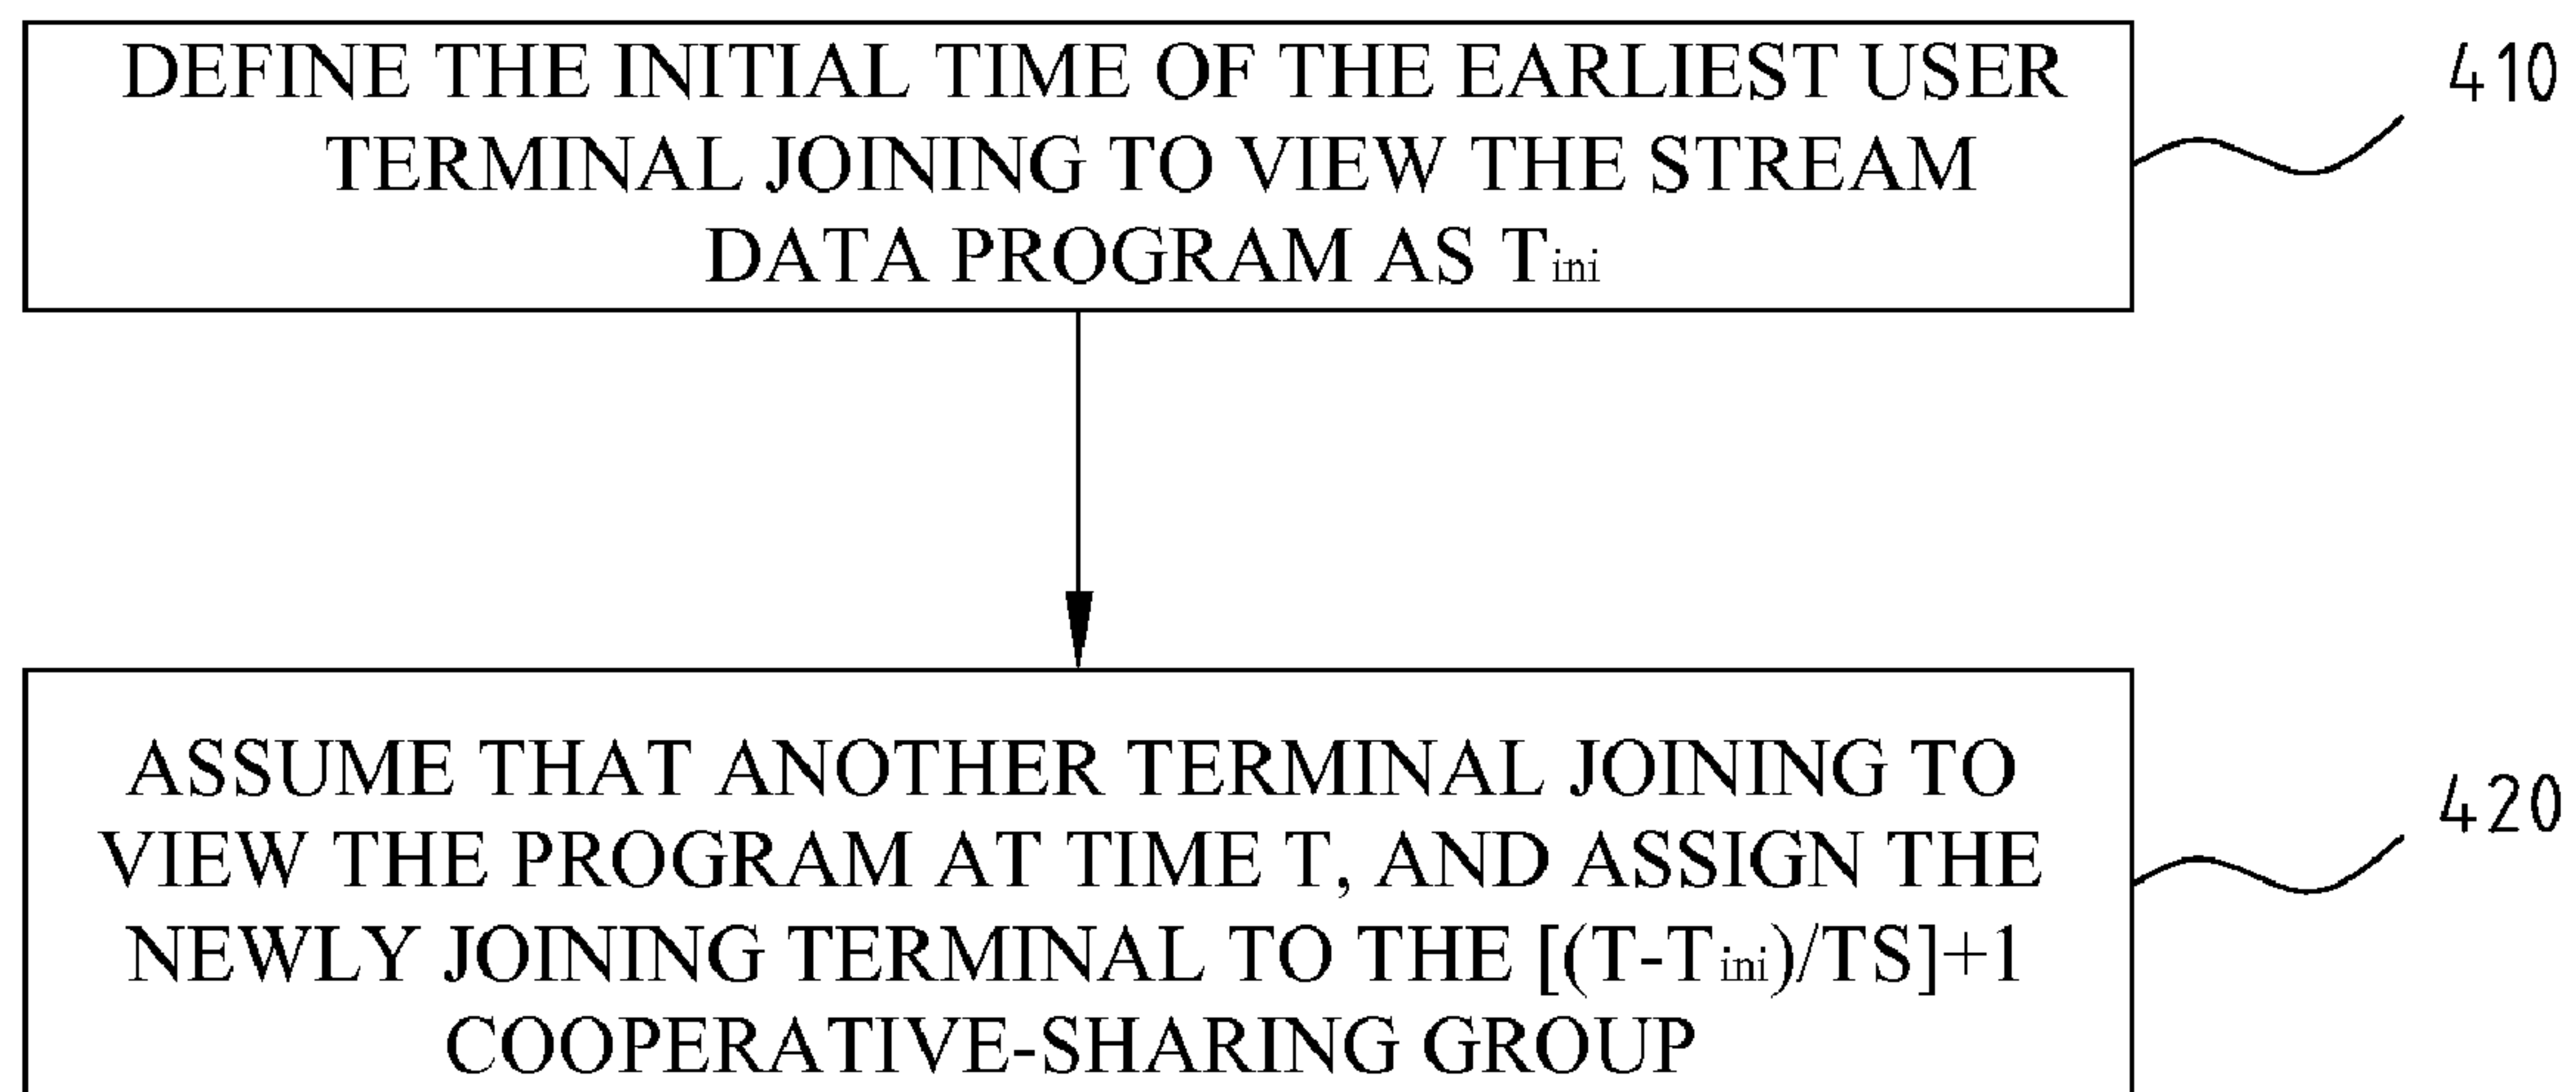 DEFINE THE INITIAL TIME OF THE EARLIEST USER
TERMINAL JOINING TO VIEW THE STREAM
DATA PROGRAM AS Tini
410
ASSUME THAT ANOTHER TERMINAL JOINING TO
VIEW THE PROGRAM AT TIME T, AND ASSIGN THE
NEWLY JOINING TERMINAL TO THE [(T-Tini)/TS]+1
COOPERATIVE-SHARING GROUP
420